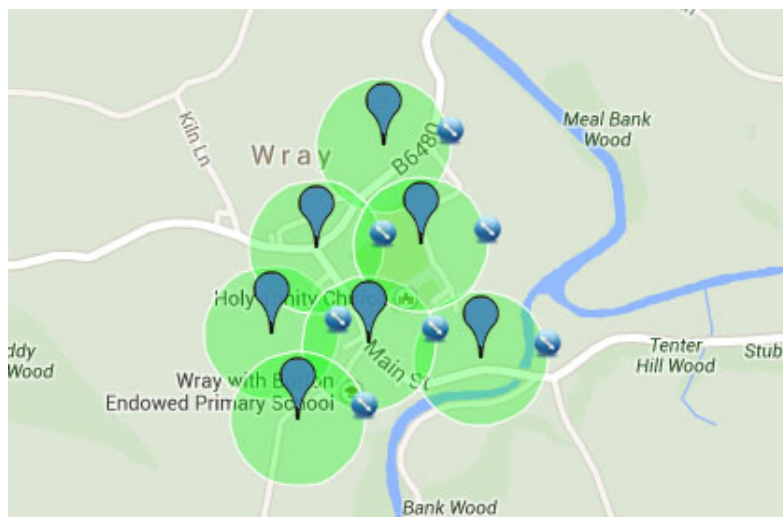 Kiln Ln
Wray
B6480
Meal Bank
Wood
Holy Trinity Church
Main St
Wray with
Endowed Primary School
Tenter
Hill Wood
Stub
ddy
Wood
Bank Wood